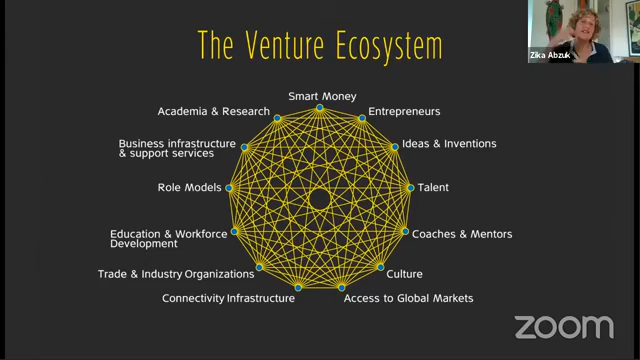 The Venture Ecosystem
Zika Abzuk
Smart Money
Academia & Research
Entrepreneurs
Business infrastructure
& support services
Ideas & Inventions
Role Models
Talent
Education & Workforce
Development
Coaches & Mentors
Trade & Industry Organizations
Culture
Connectivity Infrastructure
Access to Global Markets
zoom